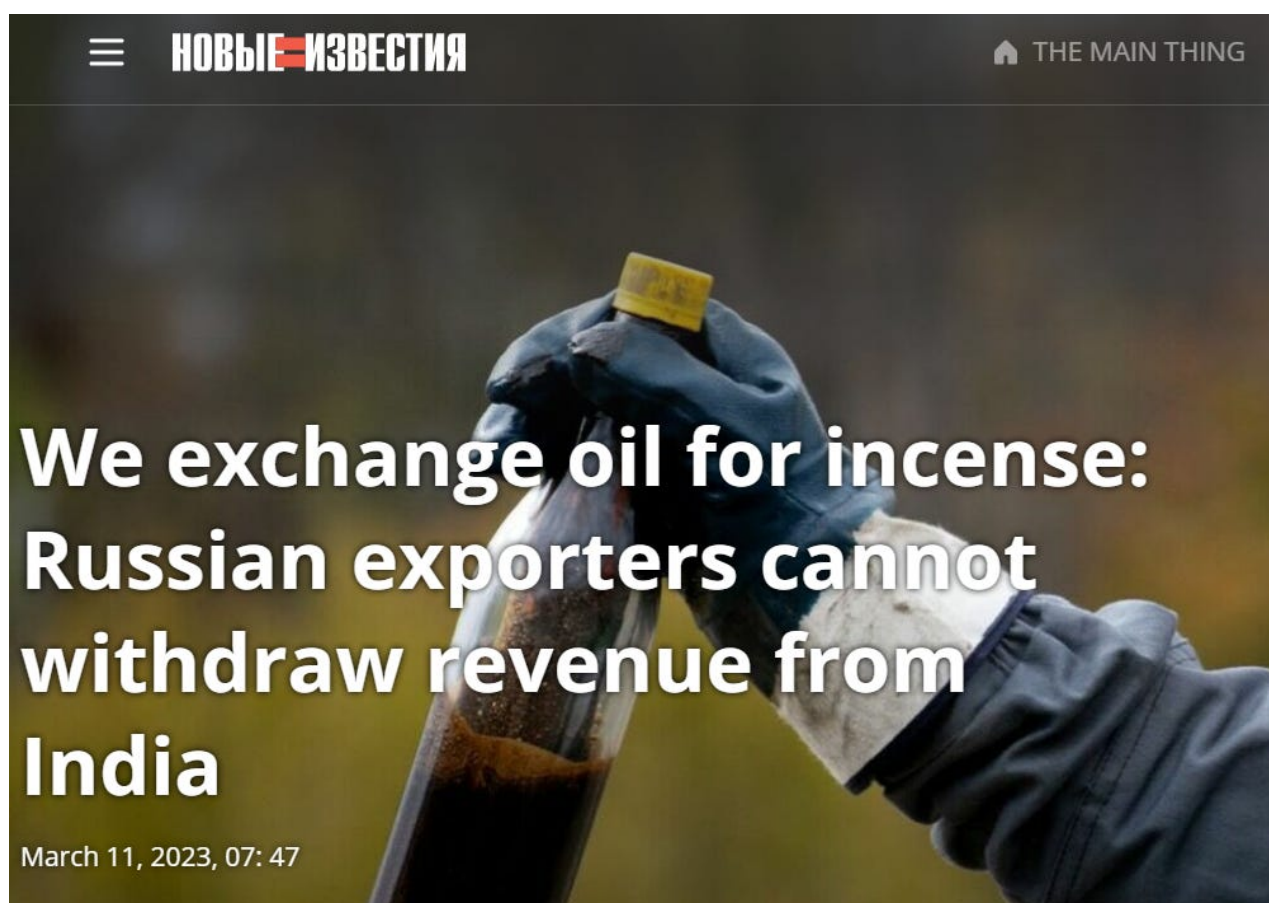 НОВЫЕ ИЗВЕСТИЯ
THE MAIN THING
We exchange oil for incense:
Russian exporters cannot
withdraw revenue from
India
March 11, 2023, 07: 47